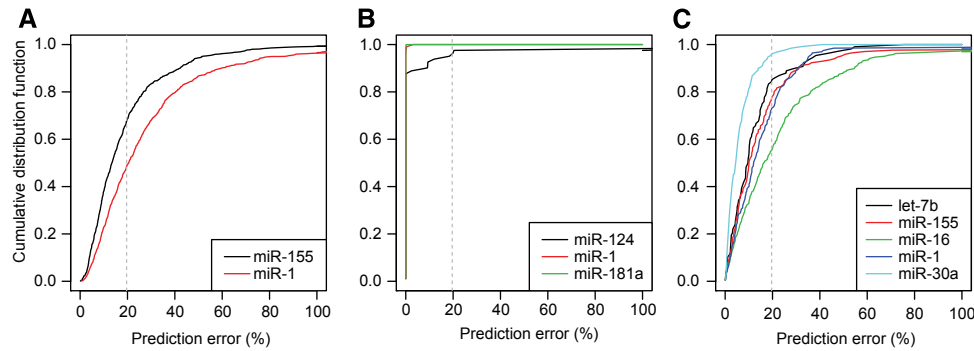 A
B
C
Cumulative distribution function
1.0
0.8
0.6
0.4
0.2
0.0
0 20 40 60 80 100
Prediction error (%)
miR-155
miR-1
1.0
0.8
0.6
0.4
0.2
0.0
0 20 40 60 80 100
Prediction error (%)
miR-124
miR-1
miR-181a
1.0
0.8
0.6
0.4
0.2
0.0
0 20 40 60 80 100
Prediction error (%)
let-7b
miR-155
miR-16
miR-1
miR-30a